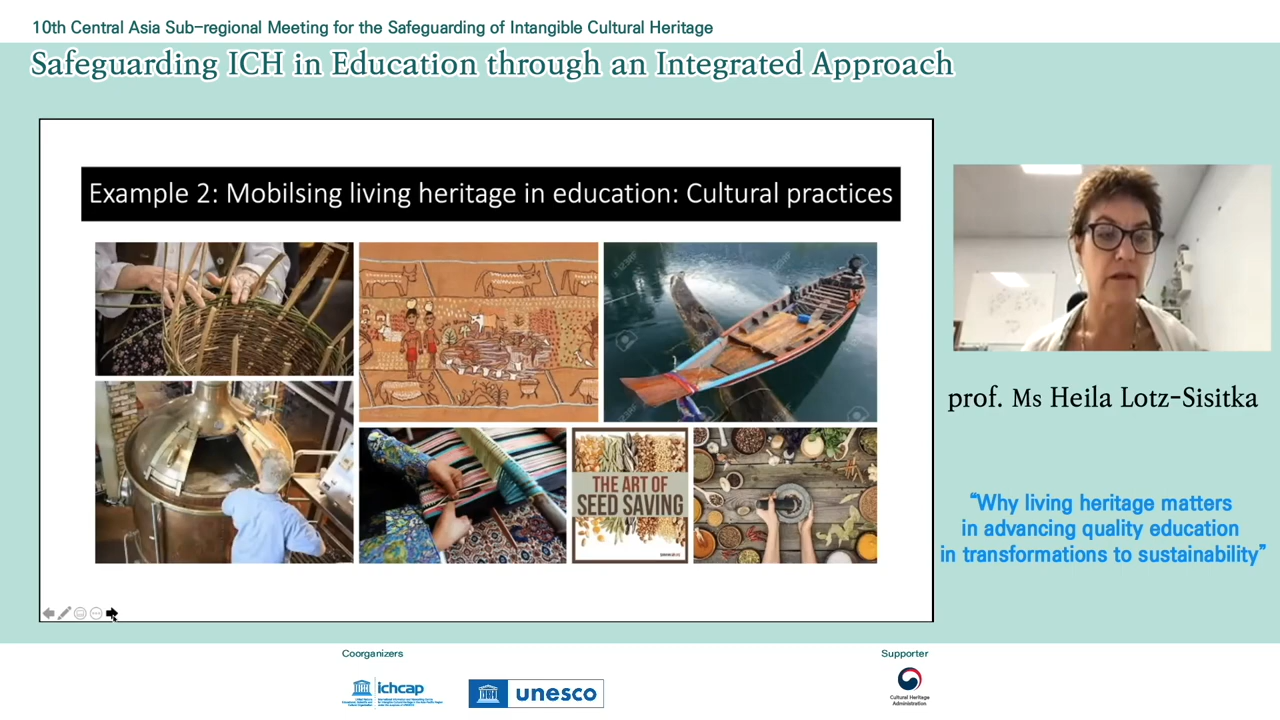 10th Central Asia Sub-regional Meeting for the Safeguarding of Intangible Cultural Heritage
Safeguarding ICH in Education through an Integrated Approach
Example 2: Mobilsing living heritage in education: Cultural practices
THE ART OF
SEED SAVING
prof. Ms Heila Lotz-Sisitka
“Why living heritage matters
in advancing quality education
in transformations to sustainability”
Coorganizers
ichcap
unesco
Supporter
Cultural Heritage
Administration